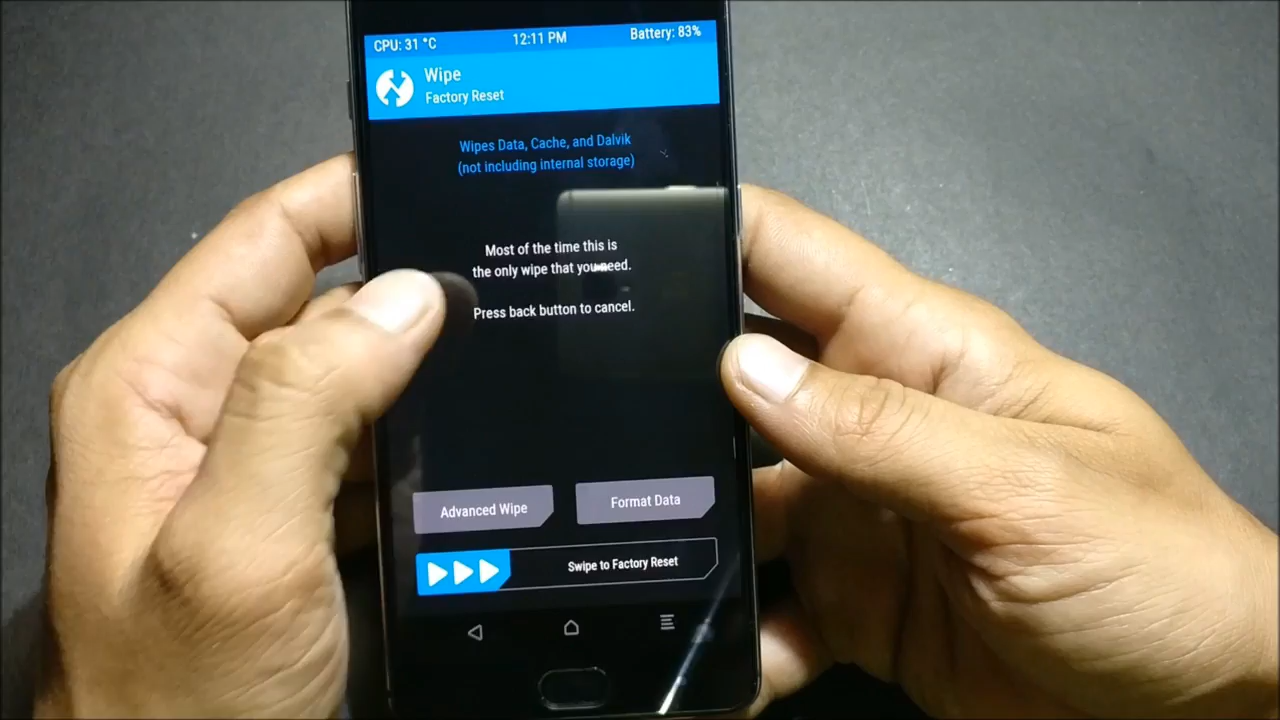 CPU: 31 °C 12:11 PM Battery: 83%
Wipe
Factory Reset
Wipes Data, Cache, and Dalvik
(not including internal storage)
Most of the time this is
the only wipe that you need.
Press back button to cancel.
Advanced Wipe Format Data
Swipe to Factory Reset